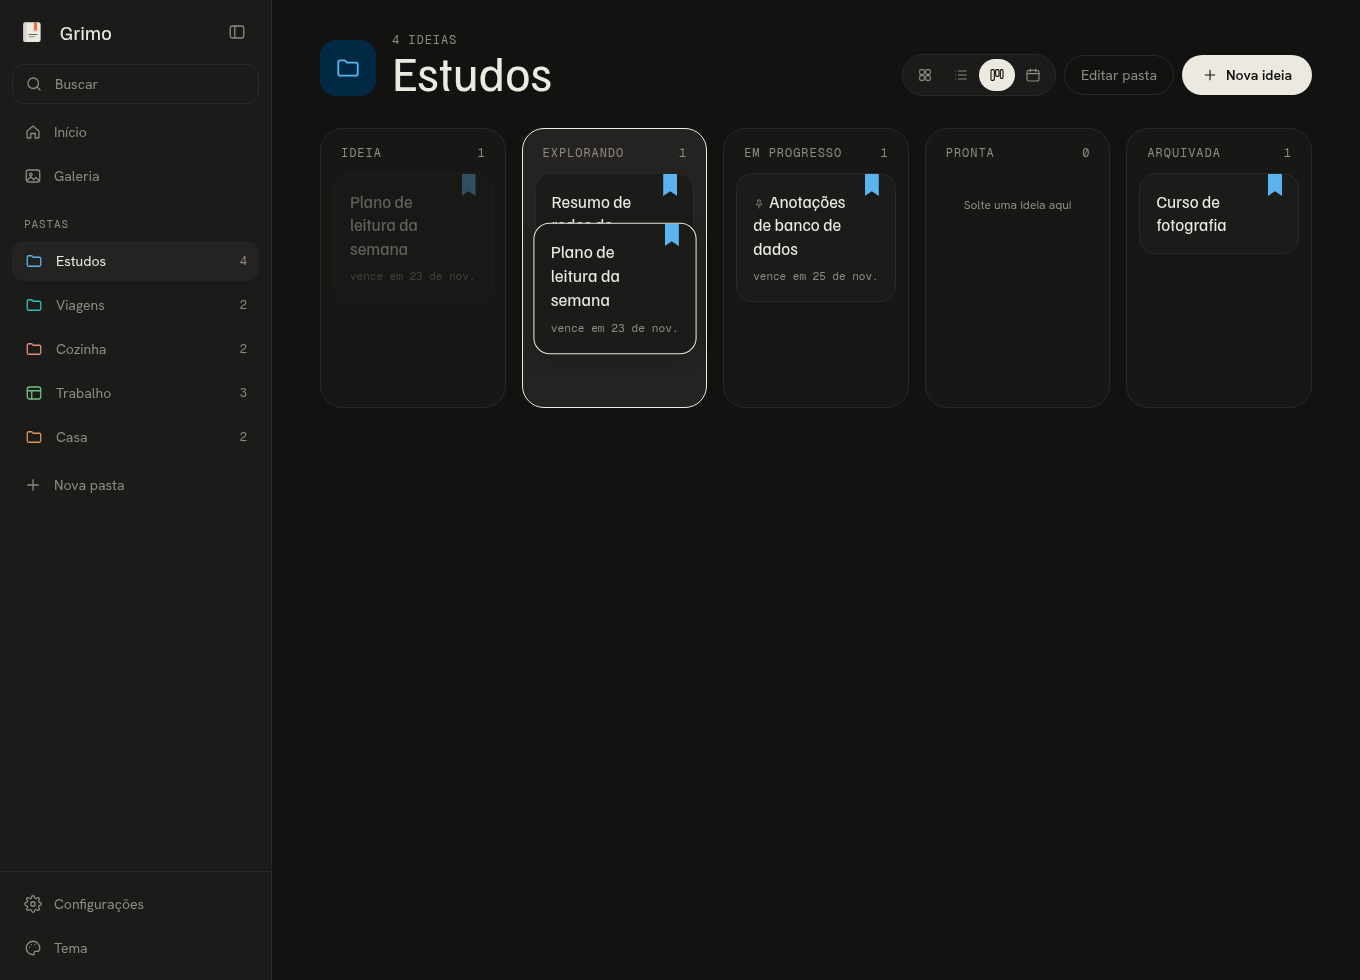 Grimo
Buscar
Início
Galeria
PASTAS
Estudos 4
Viagens 2
Cozinha 2
Trabalho 3
Casa 2
Nova pasta
Configurações
Tema
4 IDEIAS
Estudos
Editar pasta
Nova ideia
IDEIA 1
Plano de
leitura da
semana
vence em 23 de nov.
EXPLORANDO 1
Resumo de
Plano de
leitura da
semana
vence em 23 de nov.
EM PROGRESSO 1
Anotações
de banco de
dados
vence em 25 de nov.
PRONTA 0
Solte uma ideia aqui
ARQUIVADA 1
Curso de
fotografia